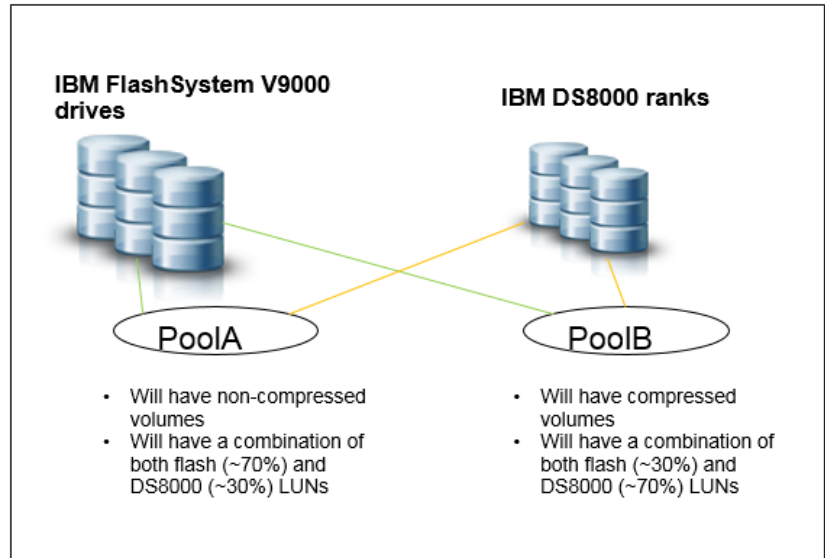 IBM FlashSystem V9000
drives
IBM DS8000 ranks
PoolA
PoolB
• Will have non-compressed
volumes
• Will have a combination of
both flash (~70%) and
DS8000 (~30%) LUNs
• Will have compressed
volumes
• Will have a combination of
both flash (~30%) and
DS8000 (~70%) LUNs